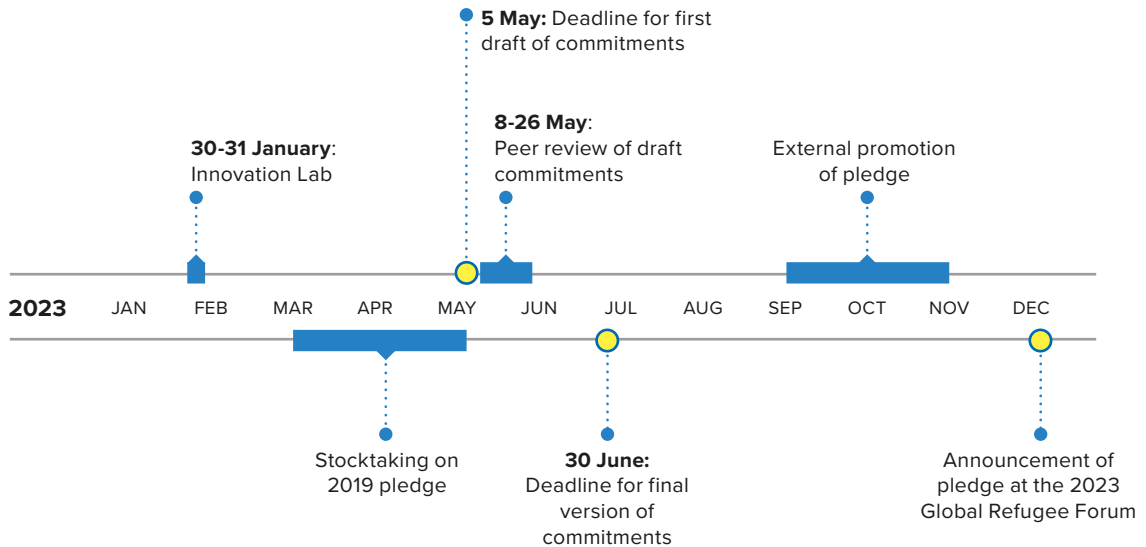 5 May: Deadline for first
draft of commitments
30-31 January:
Innovation Lab
8-26 May:
Peer review of draft
commitments
External promotion
of pledge
2023 JAN FEB MAR APR MAY JUN JUL AUG SEP OCT NOV DEC
Stocktaking on
2019 pledge
30 June:
Deadline for final
version of
commitments
Announcement of
pledge at the 2023
Global Refugee Forum